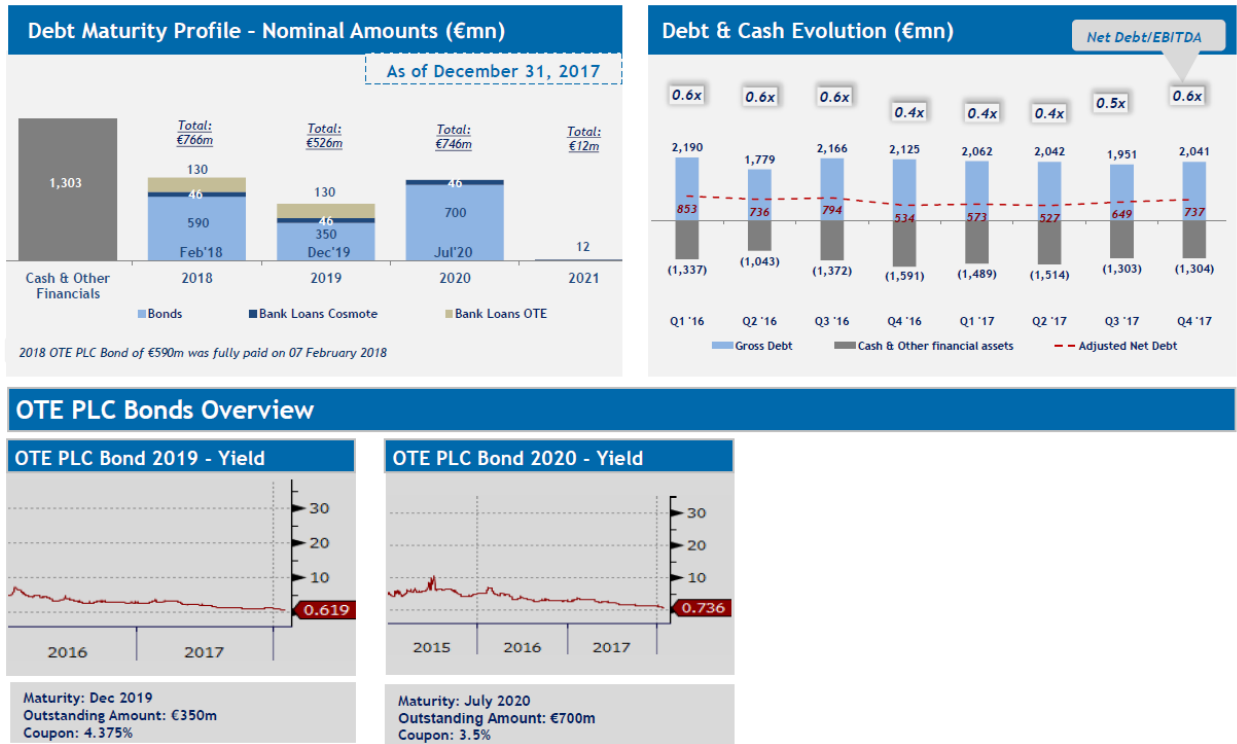 Debt Maturity Profile – Nominal Amounts (€mn)
As of December 31, 2017
Total:
€766m
Total:
€526m
Total:
€746m
Total:
€12m
1,303
130
46
590
Feb'18
130
46
350
Dec'19
46
700
Jul'20
12
Cash & Other
Financials
2018
2019
2020
2021
Bonds
Bank Loans Cosmote
Bank Loans OTE
2018 OTE PLC Bond of €590m was fully paid on 07 February 2018
Debt & Cash Evolution (€mn)
Net Debt/EBITDA
0.6x 0.6x 0.6x 0.4x 0.4x 0.4x 0.5x 0.6x
2,190 1,779 2,166 2,125 2,062 2,042 1,951 2,041
853 736 794 534 573 527 649 737
(1,337) (1,043) (1,372) (1,591) (1,489) (1,514) (1,303) (1,304)
Q1 '16 Q2 '16 Q3 '16 Q4 '16 Q1 '17 Q2 '17 Q3 '17 Q4 '17
Gross Debt
Cash & Other financial assets
Adjusted Net Debt
OTE PLC Bonds Overview
OTE PLC Bond 2019 - Yield
30
20
10
0.619
2016 2017
Maturity: Dec 2019
Outstanding Amount: €350m
Coupon: 4.375%
OTE PLC Bond 2020 - Yield
30
20
10
0.736
2015 2016 2017
Maturity: July 2020
Outstanding Amount: €700m
Coupon: 3.5%